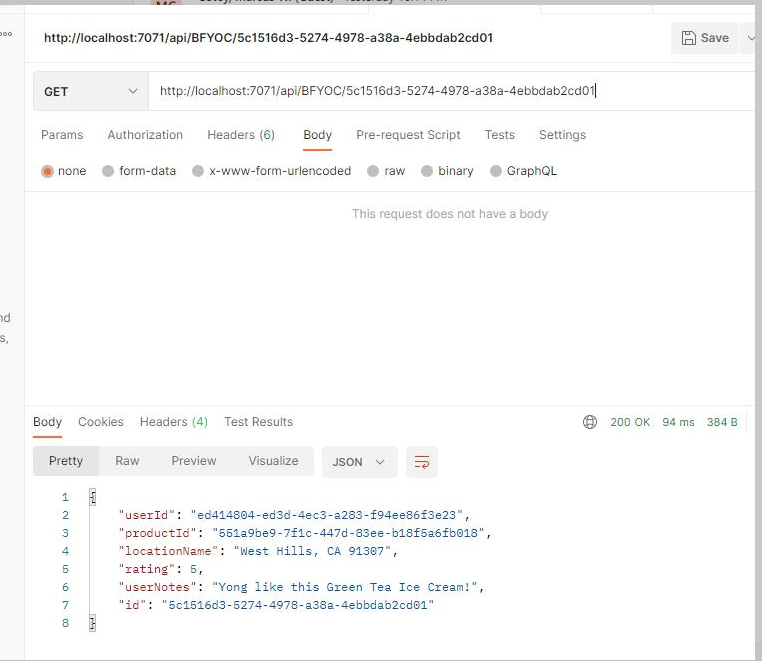 MG
http://localhost:7071/api/BFYOC/5c1516d3-5274-4978-a38a-4ebbdab2cd01
Save
GET
http://localhost:7071/api/BFYOC/5c1516d3-5274-4978-a38a-4ebbdab2cd01
Params Authorization Headers (6) Body Pre-request Script Tests Settings
none form-data x-www-form-urlencoded raw binary GraphQL
This request does not have a body
nd
s,
Body Cookies Headers (4) Test Results 200 OK 94 ms 384 B
Pretty Raw Preview Visualize JSON
1 {
2 "userId": "ed414804-ed3d-4ec3-a283-f94ee86f3e23",
3 "productId": "551a9be9-7f1c-447d-83ee-b18f5a6fb018",
4 "locationName": "West Hills, CA 91307",
5 "rating": 5,
6 "userNotes": "Yong like this Green Tea Ice Cream!",
7 "id": "5c1516d3-5274-4978-a38a-4ebbdab2cd01"
8 }